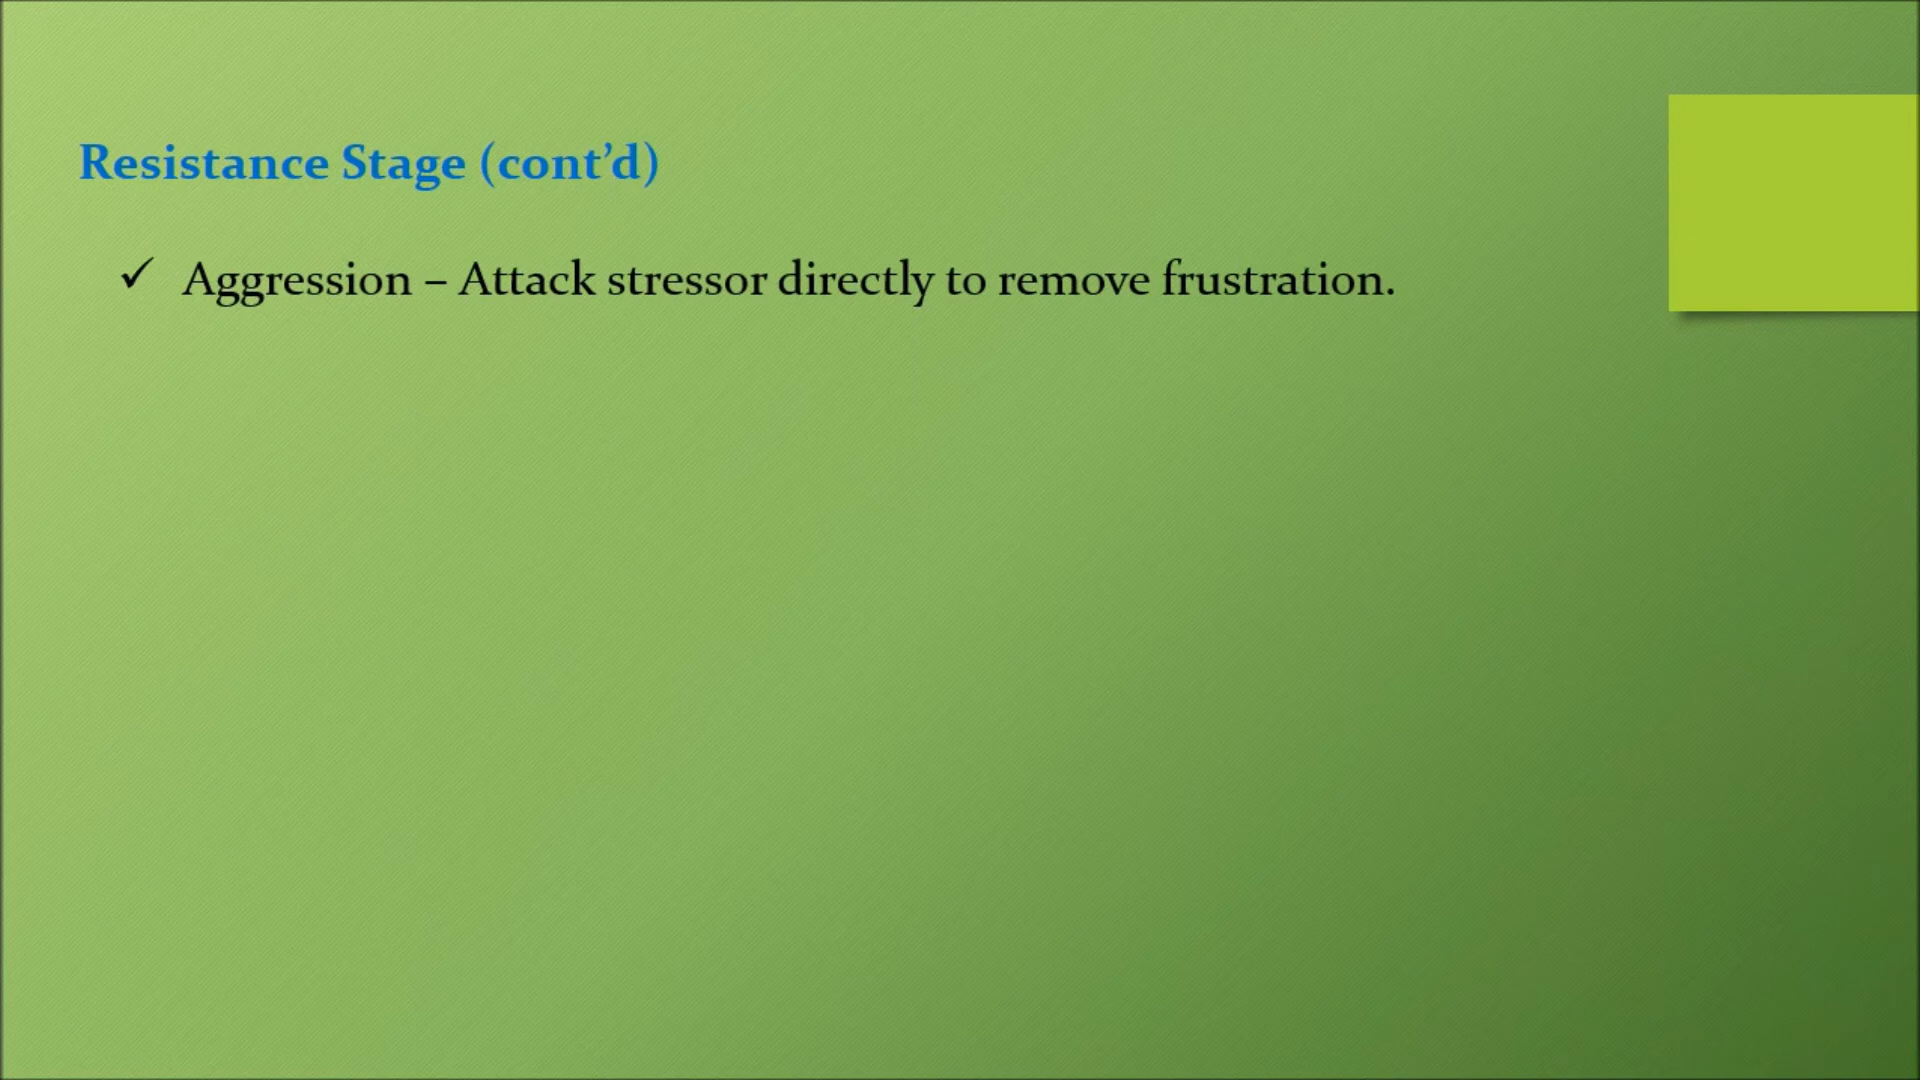 Resistance Stage (cont’d)
✓ Aggression – Attack stressor directly to remove frustration.